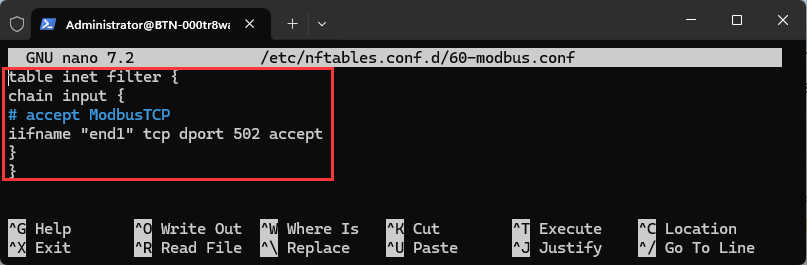 Administrator@BTN-000tr8wa
GNU nano 7.2 /etc/nftables.conf.d/60-modbus.conf
table inet filter {
chain input {
# accept ModbusTCP
iifname "end1" tcp dport 502 accept
}
}
^G Help ^O Write Out ^W Where Is ^K Cut ^T Execute ^C Location
^X Exit ^R Read File ^\ Replace ^U Paste ^J Justify ^/ Go To Line